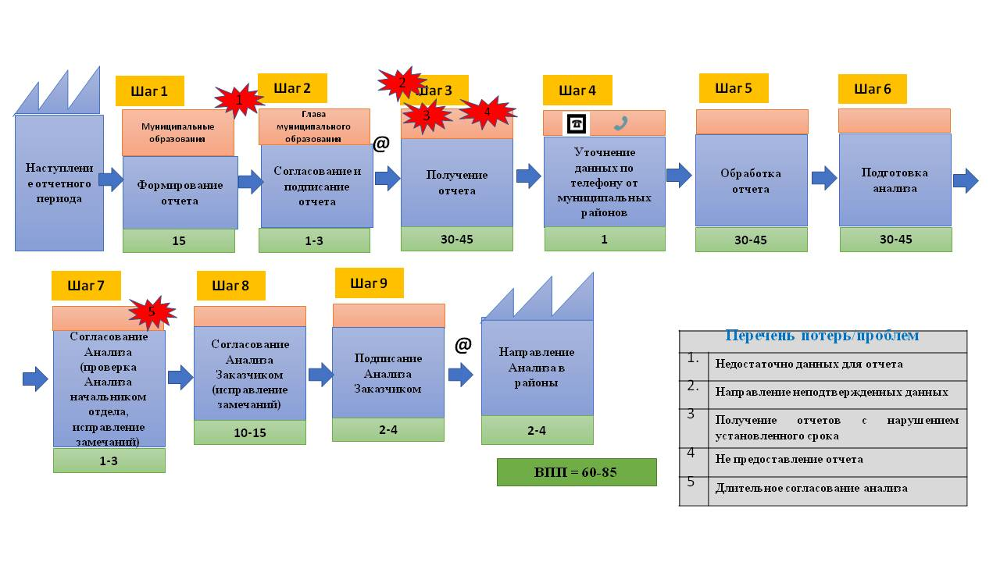 Шаг 1
1
Шаг 2
2
Шаг 3
3
4
Шаг 4
Шаг 5
Шаг 6
Наступлени
е отчетного
периода
Муниципальные
образования
Формирование
отчета
15
Глава
муниципального
образования
Согласование и
подписание
отчета
1-3
@
Получение
отчета
30-45
Уточнение
данных по
телефону от
муниципальных
районов
1
Обработка
отчета
30-45
Подготовка
анализа
30-45
Шаг 7
5
Шаг 8
Шаг 9
Согласование
Анализа
(проверка
Анализа
начальником
отдела,
исправление
замечаний)
1-3
Согласование
Анализа
Заказчиком
(исправление
замечаний)
10-15
Подписание
Анализа
Заказчиком
2-4
@
Направление
Анализа в
районы
2-4
ВПП = 60-85
Перечень потерь/проблем
1. Недостаточно данных для отчета
2. Направление неподтвержденных данных
3 Получение отчетов с нарушением
установленного срока
4 Не предоставление отчета
5 Длительное согласование анализа